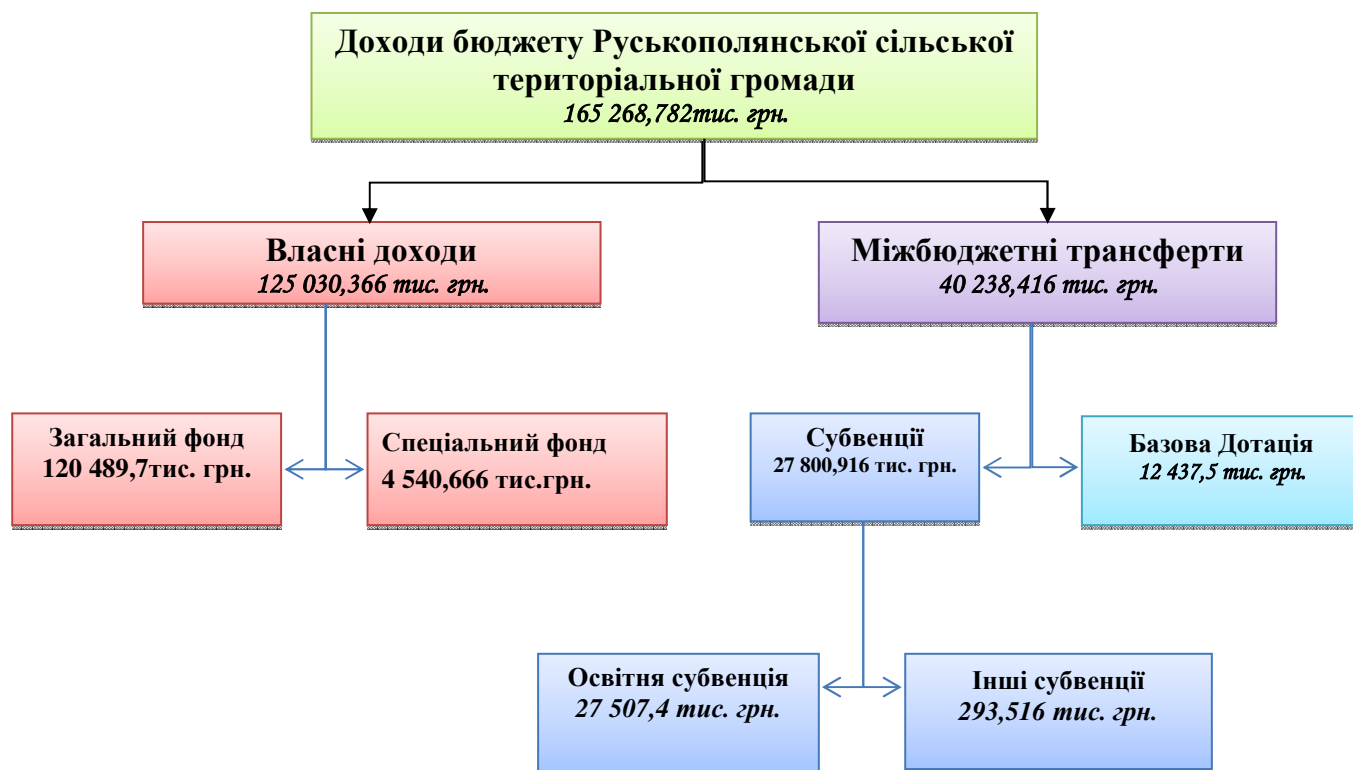 Доходи бюджету Руськополянської сільської
територіальної громади
165 268,782тис. грн.
Власні доходи
125 030,366 тис. грн.
Міжбюджетні трансферти
40 238,416 тис. грн.
Загальний фонд
120 489,7тис. грн.
Спеціальний фонд
4 540,666 тис.грн.
Субвенції
27 800,916 тис. грн.
Базова Дотація
12 437,5 тис. грн.
Освітня субвенція
27 507,4 тис. грн.
Інші субвенції
293,516 тис. грн.